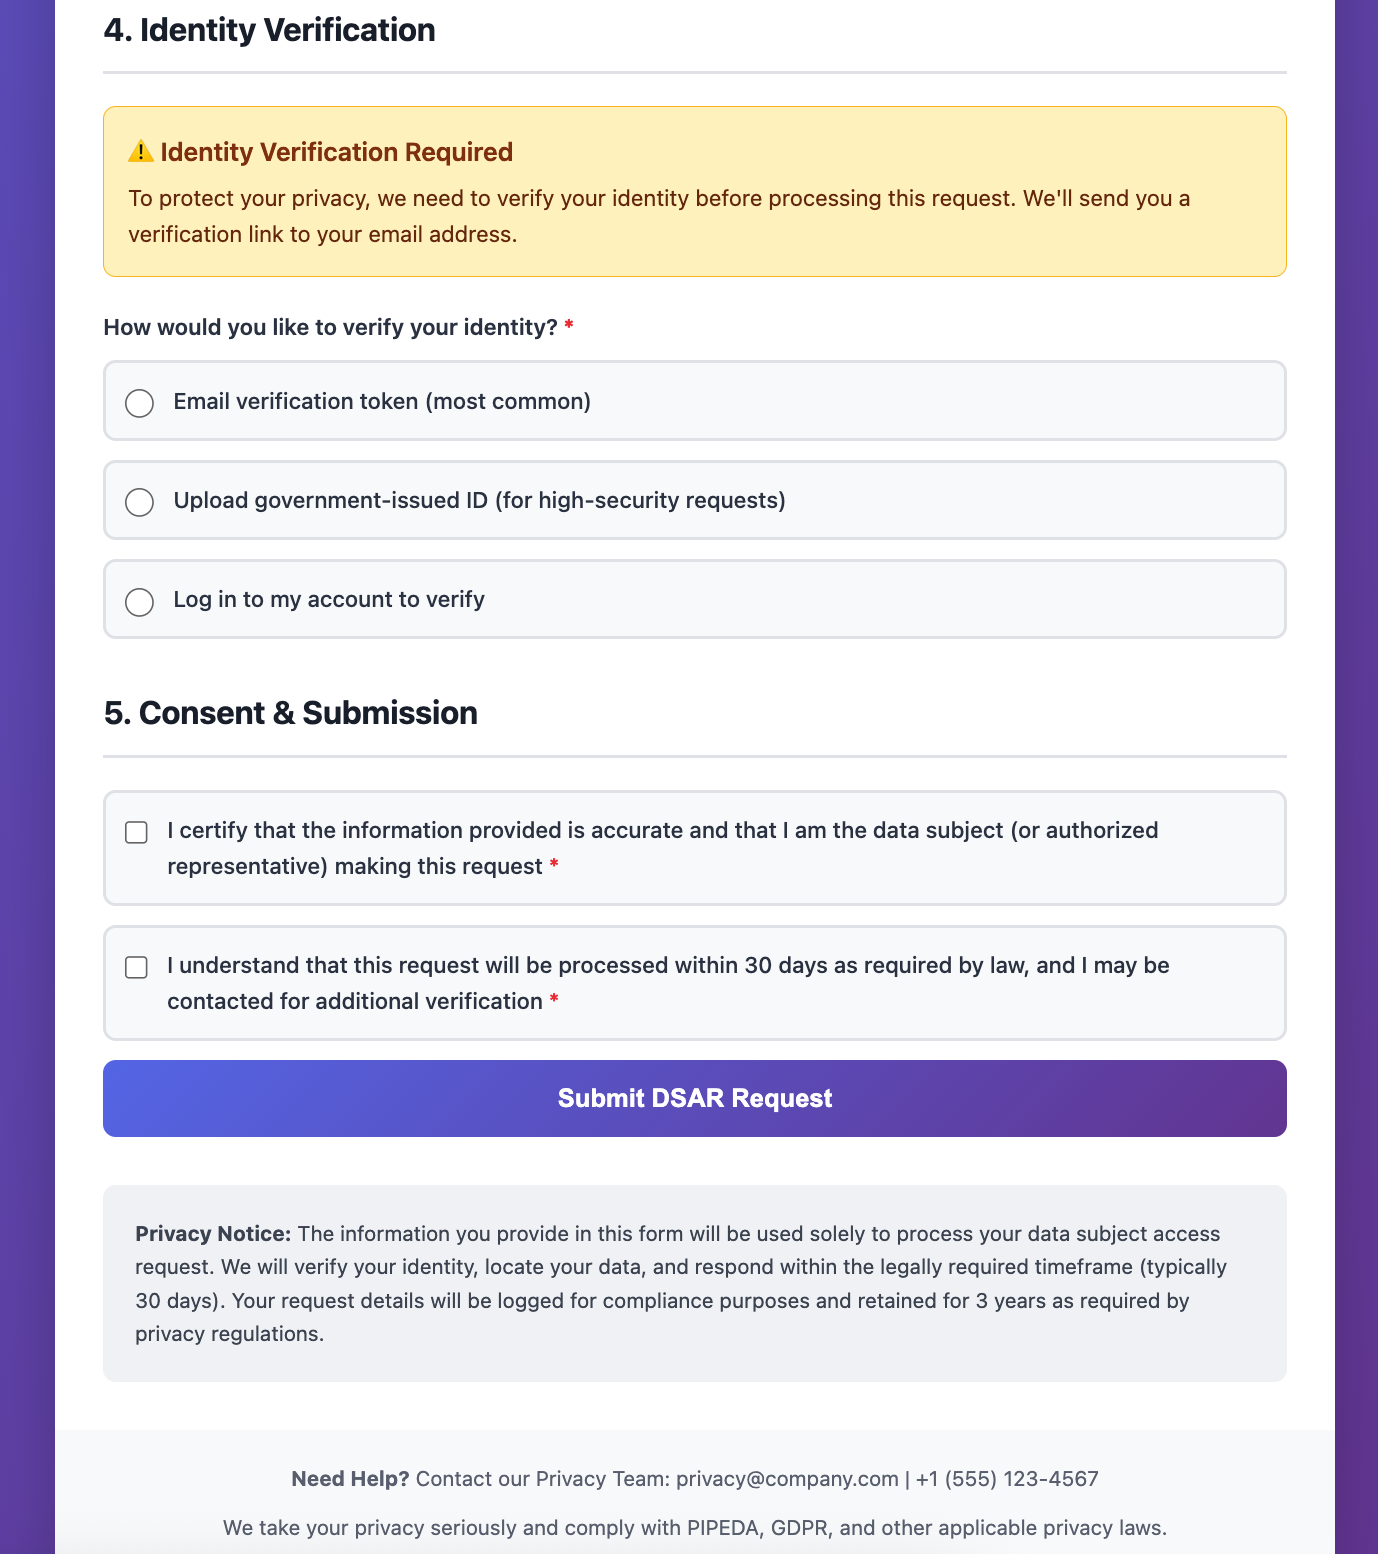 4. Identity Verification
⚠️ Identity Verification Required
To protect your privacy, we need to verify your identity before processing this request. We'll send you a
verification link to your email address.
How would you like to verify your identity? *
Email verification token (most common)
Upload government-issued ID (for high-security requests)
Log in to my account to verify
5. Consent & Submission
I certify that the information provided is accurate and that I am the data subject (or authorized
representative) making this request *
I understand that this request will be processed within 30 days as required by law, and I may be
contacted for additional verification *
Submit DSAR Request
Privacy Notice: The information you provide in this form will be used solely to process your data subject access
request. We will verify your identity, locate your data, and respond within the legally required timeframe (typically
30 days). Your request details will be logged for compliance purposes and retained for 3 years as required by
privacy regulations.
Need Help? Contact our Privacy Team: privacy@company.com | +1 (555) 123-4567
We take your privacy seriously and comply with PIPEDA, GDPR, and other applicable privacy laws.